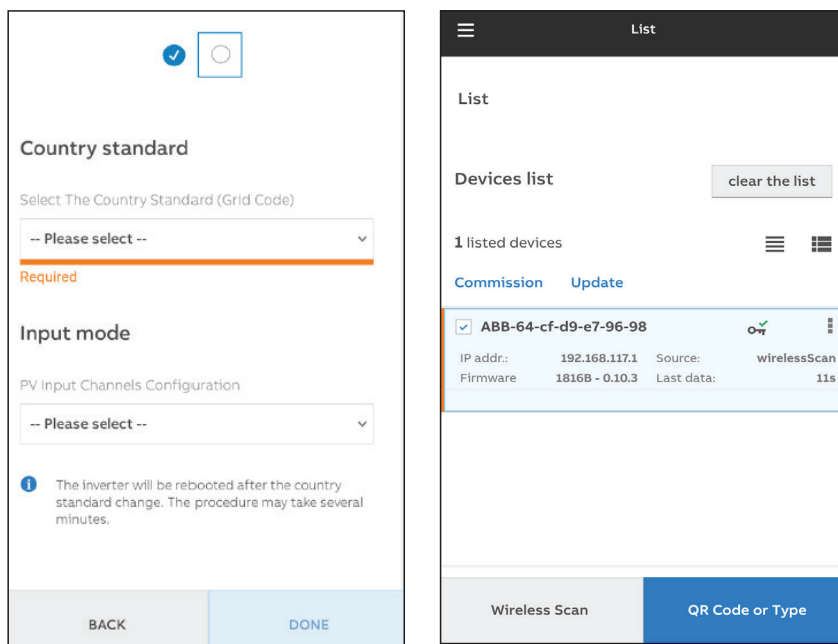 Country standard
Select The Country Standard (Grid Code)
-- Please select --
Required
Input mode
PV Input Channels Configuration
-- Please select --
The inverter will be rebooted after the country
standard change. The procedure may take several
minutes.
BACK DONE
List
List
Devices list clear the list
1 listed devices
Commission Update
ABB-64-cf-d9-e7-96-98
IP addr.: 192.168.117.1 Source: wirelessScan
Firmware 1816B - 0.10.3 Last data: 11s
Wireless Scan QR Code or Type